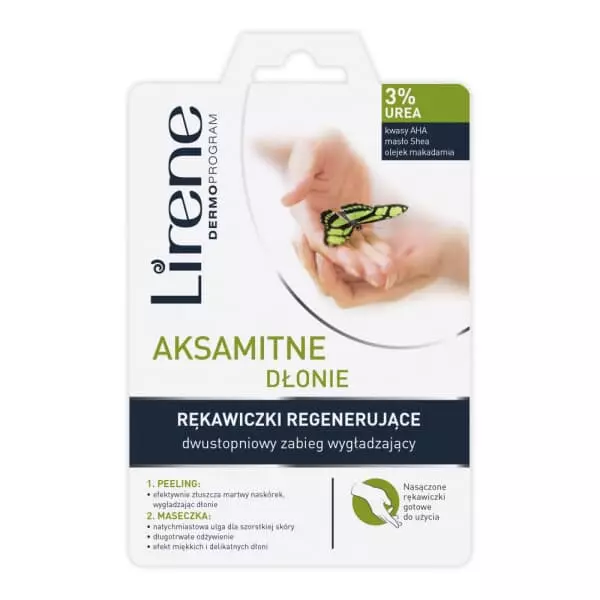 3%
UREA
kwasy AHA
masło Shea
olejek makadamia
Lirene
DERMOPROGRAM
AKSAMITNE
DŁONIE
RĘKAWICZKI REGENERUJĄCE
dwustopniowy zabieg wygładzający
1. PEELING:
• efektywnie złuszcza martwy naskórek,
wygładzając dłonie
2. MASECZKA:
• natychmiastowa ulga dla szorstkiej skóry
• długotrwałe odżywienie
• efekt miękkich i delikatnych dłoni
Nasączone
rękawiczki
gotowe
do użycia